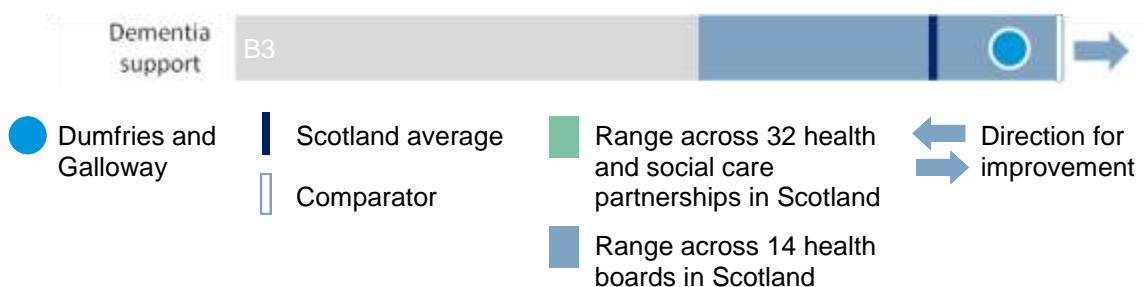 Dementia
support
B3
Dumfries and
Galloway
Scotland average
Comparator
Range across 32 health
and social care
partnerships in Scotland
Range across 14 health
boards in Scotland
Direction for
improvement